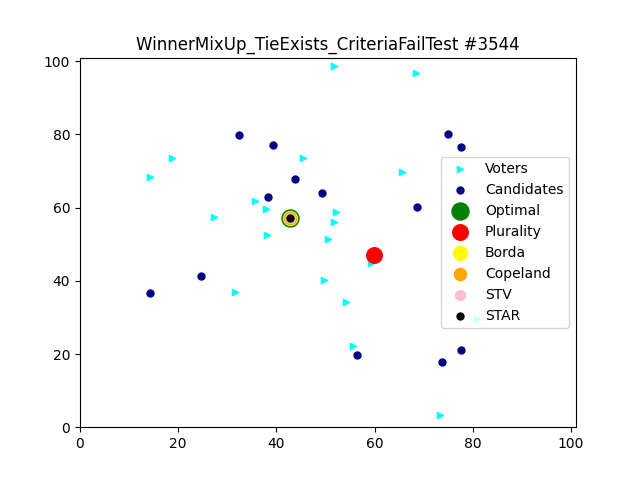 WinnerMixUp_TieExists_CriteriaFailTest #3544
100
80
60
40
20
0
0 20 40 60 80 100
Voters
Candidates
Optimal
Plurality
Borda
Copeland
STV
STAR